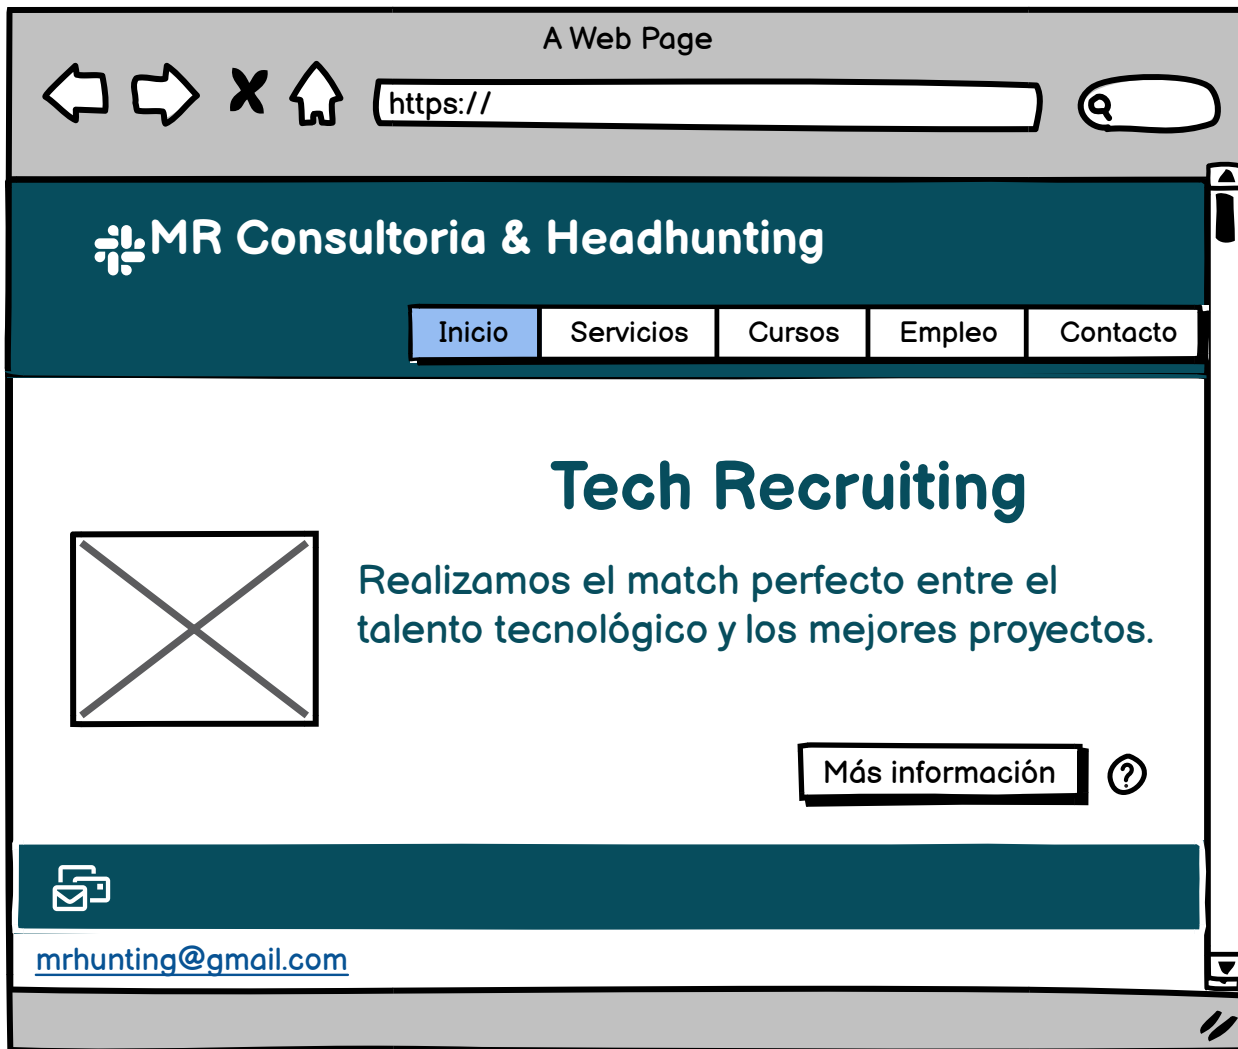 A Web Page
https://
MR Consultoria & Headhunting
Inicio Servicios Cursos Empleo Contacto
Tech Recruiting
Realizamos el match perfecto entre el
talento tecnológico y los mejores proyectos.
Más información ?
mrhunting@gmail.com